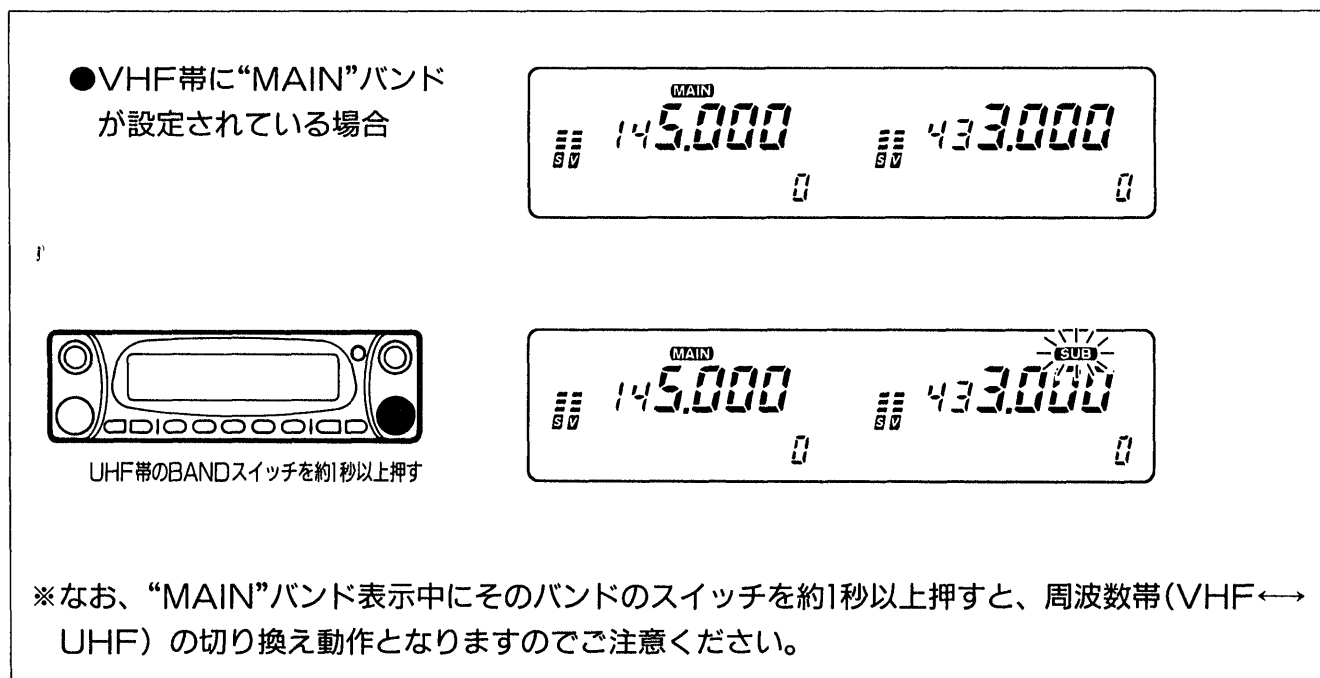 ●VHF帯に“MAIN”バンド
が設定されている場合
MAIN
145.000 433.000
S V S V
0 0
MAIN SUB
145.000 433.000
S V S V
0 0
UHF帯のBANDスイッチを約1秒以上押す
※なお、“MAIN”バンド表示中にそのバンドのスイッチを約1秒以上押すと、周波数帯(VHF←→
UHF）の切り換え動作となりますのでご注意ください。